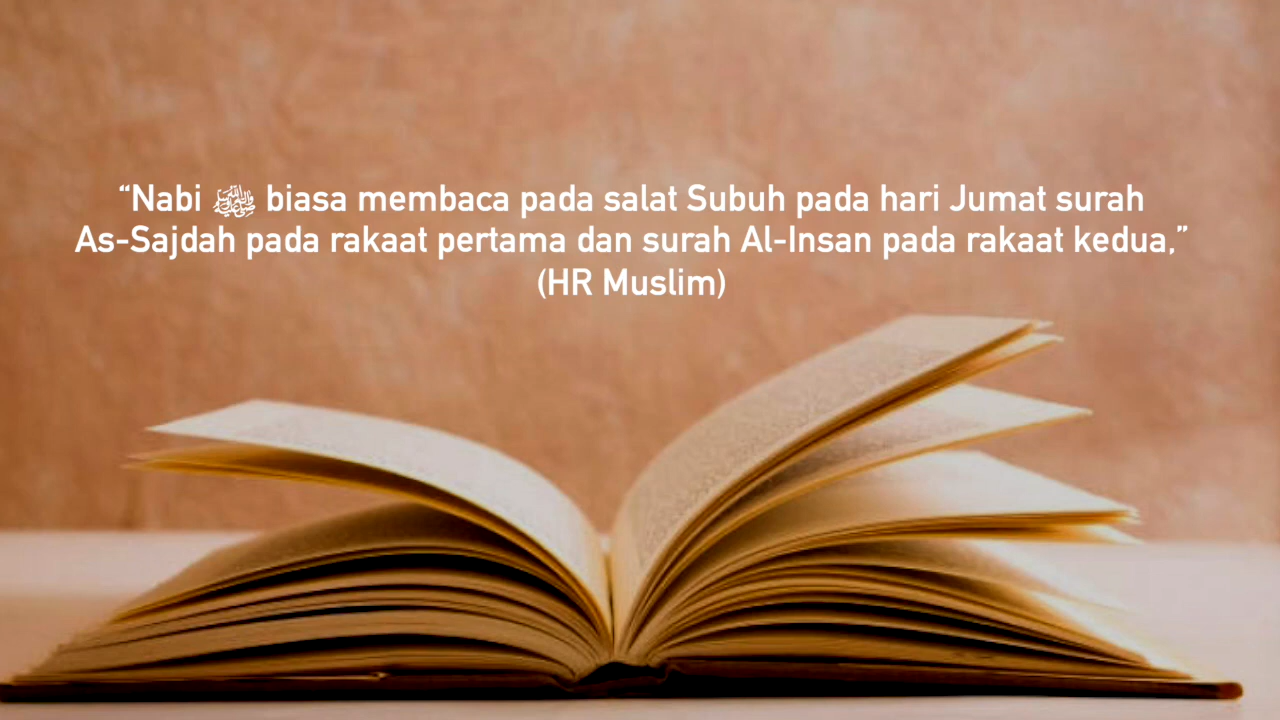 “Nabi ﷺ biasa membaca pada salat Subuh pada hari Jumat surah
As-Sajdah pada rakaat pertama dan surah Al-Insan pada rakaat kedua,”
(HR Muslim)